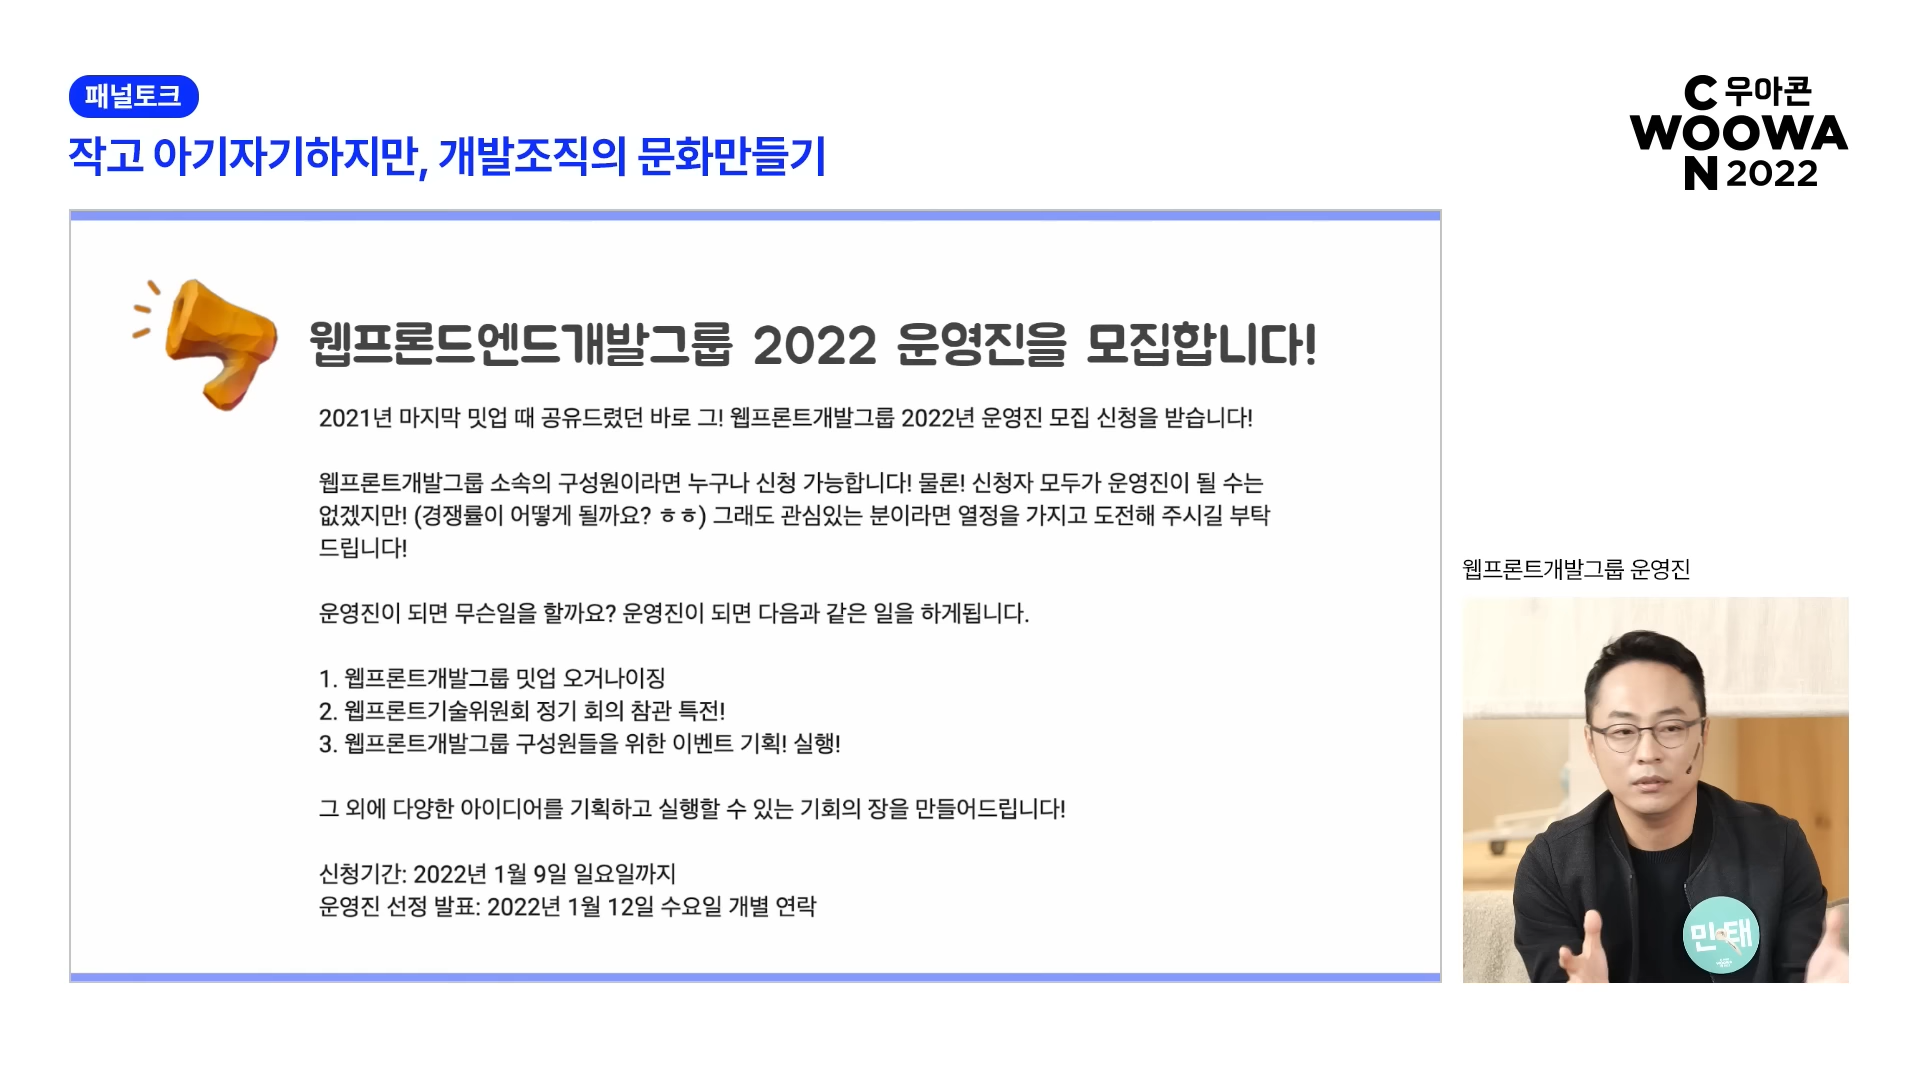 패널토크
작고 아기자기하지만, 개발조직의 문화만들기
C 우아콘
WOOWA
N 2022
웹프론드엔드개발그룹 2022 운영진을 모집합니다!
2021년 마지막 밋업 때 공유드렸던 바로 그! 웹프론트개발그룹 2022년 운영진 모집 신청을 받습니다!
웹프론트개발그룹 소속의 구성원이라면 누구나 신청 가능합니다! 물론! 신청자 모두가 운영진이 될 수는
없겠지만! (경쟁률이 어떻게 될까요? ㅎㅎ) 그래도 관심있는 분이라면 열정을 가지고 도전해 주시길 부탁
드립니다!
운영진이 되면 무슨일을 할까요? 운영진이 되면 다음과 같은 일을 하게됩니다.
1. 웹프론트개발그룹 밋업 오거나이징
2. 웹프론트기술위원회 정기 회의 참관 특전!
3. 웹프론트개발그룹 구성원들을 위한 이벤트 기획! 실행!
그 외에 다양한 아이디어를 기획하고 실행할 수 있는 기회의 장을 만들어드립니다!
신청기간: 2022년 1월 9일 일요일까지
운영진 선정 발표: 2022년 1월 12일 수요일 개별 연락
웹프론트개발그룹 운영진
민태